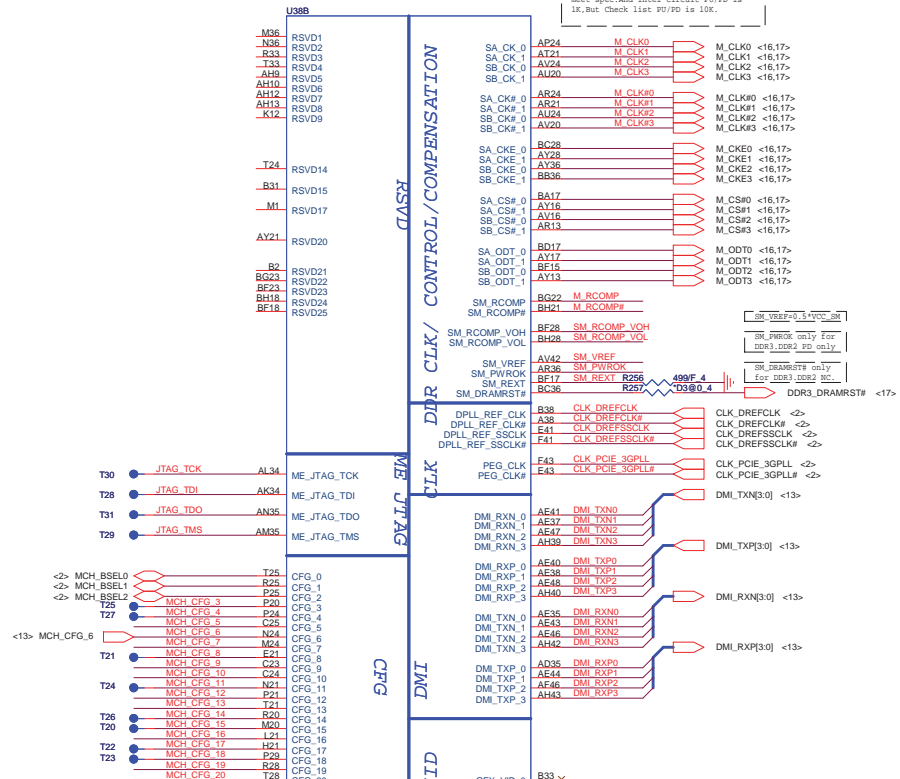 meet spec.And Intel Circuit PU/PD is
1K,But Check list PU/PD is 10K.
U38B
M36 RSVD1
N36 RSVD2
R33 RSVD3
T33 RSVD4
AH9 RSVD5
AH10 RSVD6
AH12 RSVD7
AH13 RSVD8
K12 RSVD9
T24 RSVD14
B31 RSVD15
M1 RSVD17
AY21 RSVD20
B2 RSVD21
BG23 RSVD22
BF23 RSVD23
BH18 RSVD24
BF18 RSVD25
RSVD
DDR CLK/ CONTROL/COMPENSATION
SA_CK_0 AP24 M_CLK0 M_CLK0 <16,17>
SA_CK_1 AT21 M_CLK1 M_CLK1 <16,17>
SB_CK_0 AV24 M_CLK2 M_CLK2 <16,17>
SB_CK_1 AU20 M_CLK3 M_CLK3 <16,17>
SA_CK#_0 AR24 M_CLK#0 M_CLK#0 <16,17>
SA_CK#_1 AR21 M_CLK#1 M_CLK#1 <16,17>
SB_CK#_0 AU24 M_CLK#2 M_CLK#2 <16,17>
SB_CK#_1 AV20 M_CLK#3 M_CLK#3 <16,17>
SA_CKE_0 BC28 M_CKE0 <16,17>
SA_CKE_1 AY28 M_CKE1 <16,17>
SB_CKE_0 AY36 M_CKE2 <16,17>
SB_CKE_1 BB36 M_CKE3 <16,17>
SA_CS#_0 BA17 M_CS#0 <16,17>
SA_CS#_1 AY16 M_CS#1 <16,17>
SB_CS#_0 AV16 M_CS#2 <16,17>
SB_CS#_1 AR13 M_CS#3 <16,17>
SA_ODT_0 BD17 M_ODT0 <16,17>
SA_ODT_1 AY17 M_ODT1 <16,17>
SB_ODT_0 BF15 M_ODT2 <16,17>
SB_ODT_1 AY13 M_ODT3 <16,17>
SM_RCOMP BG22 M_RCOMP
SM_RCOMP# BH21 M_RCOMP#
SM_RCOMP_VOH BF28 SM_RCOMP_VOH
SM_RCOMP_VOL BH28 SM_RCOMP_VOL
SM_VREF AV42 SM_VREF
SM_PWROK AR36 SM_PWROK
SM_REXT BF17 SM_REXT R256 499/F_4
SM_DRAMRST# BC36 R257 *D3@0_4 DDR3_DRAMRST# <17>
SM_VREF=0.5*VCC_SM
SM_PWROK only for
DDR3.DDR2 PD only
SM_DRAMRST# only
for DDR3.DDR2 NC.
CLK
DPLL_REF_CLK B38 CLK_DREFCLK CLK_DREFCLK <2>
DPLL_REF_CLK# A38 CLK_DREFCLK# CLK_DREFCLK# <2>
DPLL_REF_SSCLK E41 CLK_DREFSSCLK CLK_DREFSSCLK <2>
DPLL_REF_SSCLK# F41 CLK_DREFSSCLK# CLK_DREFSSCLK# <2>
PEG_CLK F43 CLK_PCIE_3GPLL CLK_PCIE_3GPLL <2>
PEG_CLK# E43 CLK_PCIE_3GPLL# CLK_PCIE_3GPLL# <2>
ME JTAG
T30 JTAG_TCK AL34 ME_JTAG_TCK
T28 JTAG_TDI AK34 ME_JTAG_TDI
T31 JTAG_TDO AN35 ME_JTAG_TDO
T29 JTAG_TMS AM35 ME_JTAG_TMS
DMI
DMI_TXN[3:0] <13>
DMI_RXN_0 AE41 DMI_TXN0
DMI_RXN_1 AE37 DMI_TXN1
DMI_RXN_2 AE47 DMI_TXN2
DMI_RXN_3 AH39 DMI_TXN3
DMI_TXP[3:0] <13>
DMI_RXP_0 AE40 DMI_TXP0
DMI_RXP_1 AE38 DMI_TXP1
DMI_RXP_2 AE48 DMI_TXP2
DMI_RXP_3 AH40 DMI_TXP3
DMI_RXN[3:0] <13>
DMI_TXN_0 AE35 DMI_RXN0
DMI_TXN_1 AE43 DMI_RXN1
DMI_TXN_2 AE46 DMI_RXN2
DMI_TXN_3 AH42 DMI_RXN3
DMI_RXP[3:0] <13>
DMI_TXP_0 AD35 DMI_RXP0
DMI_TXP_1 AE44 DMI_RXP1
DMI_TXP_2 AF46 DMI_RXP2
DMI_TXP_3 AH43 DMI_RXP3
CFG
<2> MCH_BSEL0 T25 CFG_0
<2> MCH_BSEL1 R25 CFG_1
<2> MCH_BSEL2 P25 CFG_2
T25 MCH_CFG_3 P20 CFG_3
T27 MCH_CFG_4 P24 CFG_4
MCH_CFG_5 C25 CFG_5
<13> MCH_CFG_6 MCH_CFG_6 N24 CFG_6
MCH_CFG_7 M24 CFG_7
T21 MCH_CFG_8 E21 CFG_8
MCH_CFG_9 C23 CFG_9
MCH_CFG_10 C24 CFG_10
T24 MCH_CFG_11 N21 CFG_11
MCH_CFG_12 P21 CFG_12
MCH_CFG_13 T21 CFG_13
T26 MCH_CFG_14 R20 CFG_14
T20 MCH_CFG_15 M20 CFG_15
MCH_CFG_16 L21 CFG_16
T22 MCH_CFG_17 H21 CFG_17
T23 MCH_CFG_18 P29 CFG_18
MCH_CFG_19 R28 CFG_19
MCH_CFG_20 T28
B33